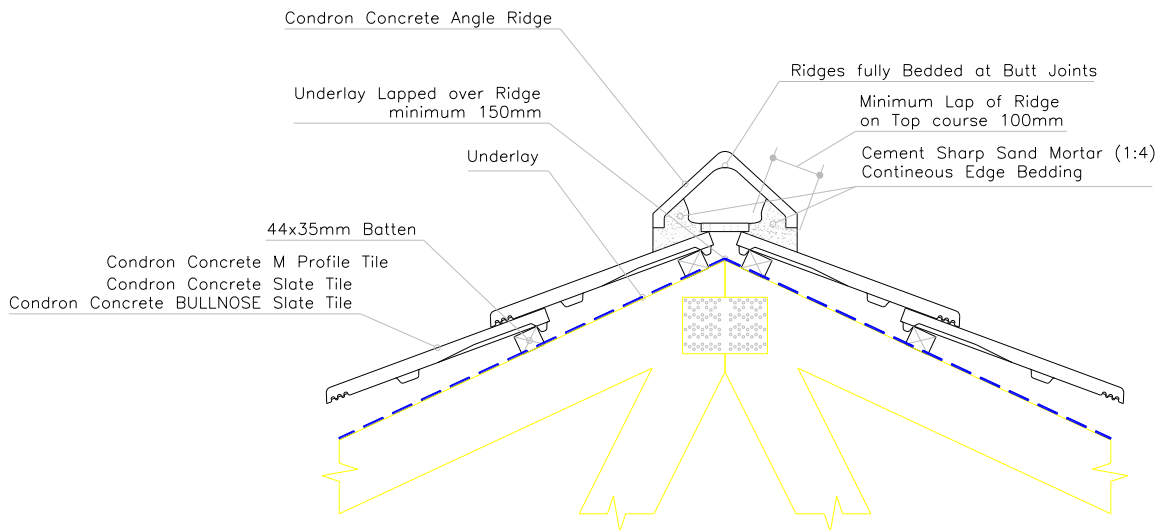 Condron Concrete Angle Ridge
Ridges fully Bedded at Butt Joints
Underlay Lapped over Ridge
minimum 150mm
Minimum Lap of Ridge
on Top course 100mm
Underlay
Cement Sharp Sand Mortar (1:4)
Contineous Edge Bedding
44x35mm Batten
Condron Concrete M Profile Tile
Condron Concrete Slate Tile
Condron Concrete BULLNOSE Slate Tile